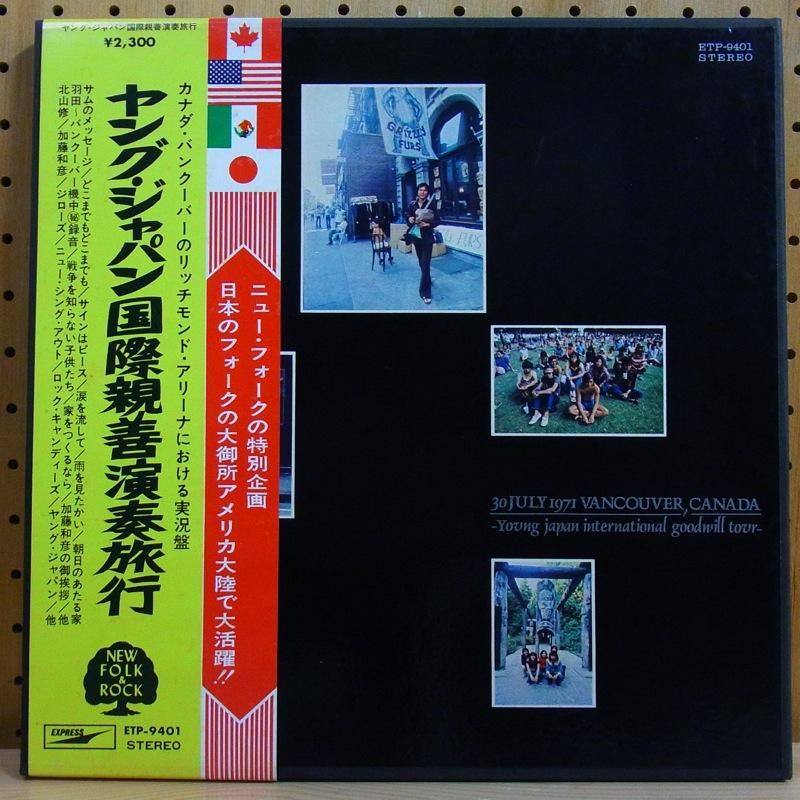 ヤング・ジャパン国際親善演奏旅行
¥2,300
カナダ・バンクーバーのリッチモンド・アリーナにおける実況盤
ヤング・ジャパン国際親善演奏旅行
サムのメッセージ/どこまでもどこまでも/サインはピース/涙を流して/雨を見たかい/朝日のあたる家
羽田〜バンクーバー機中㊙録音/戦争を知らない子供たち/家をつくるなら/加藤和彦の御挨拶/他
北山修/加藤和彦/ジローズ/ニュー・シング・アウト/ロック・キャンディーズ/ヤング・ジャパン/他
NEW
FOLK
&
ROCK
EXPRESS
ETP-9401
STEREO
ニュー・フォークの特別企画
日本のフォークの大御所アメリカ大陸で大活躍!!
ETP-9401
STEREO
GRIZZLY
FURS
FURS
30 JULY 1971 VANCOUVER, CANADA
-Young japan international goodwill tour-